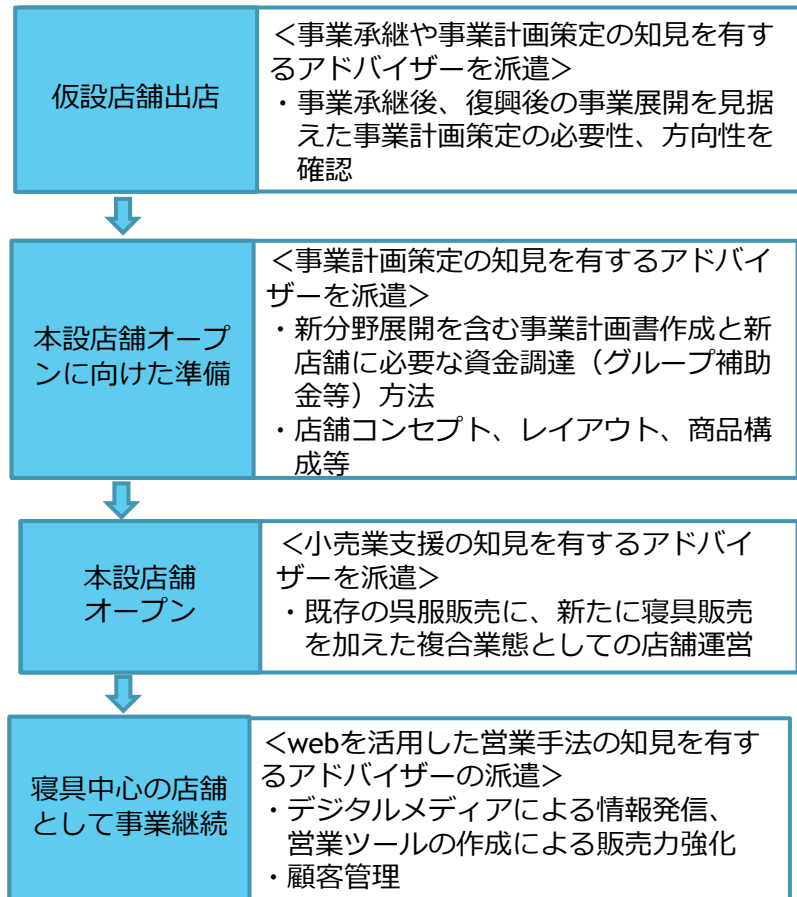 仮設店舗出店
＜事業承継や事業計画策定の知見を有す
るアドバイザーを派遣＞
・事業承継後、復興後の事業展開を見据
えた事業計画策定の必要性、方向性を
確認
本設店舗オープ
ンに向けた準備
＜事業計画策定の知見を有するアドバイ
ザーを派遣＞
・新分野展開を含む事業計画書作成と新
店舗に必要な資金調達（グループ補助
金等）方法
・店舗コンセプト、レイアウト、商品構
成等
本設店舗
オープン
＜小売業支援の知見を有するアドバイ
ザーを派遣＞
・既存の呉服販売に、新たに寝具販売
を加えた複合業態としての店舗運営
寝具中心の店舗
として事業継続
＜webを活用した営業手法の知見を有す
るアドバイザーの派遣＞
・デジタルメディアによる情報発信、
営業ツールの作成による販売力強化
・顧客管理